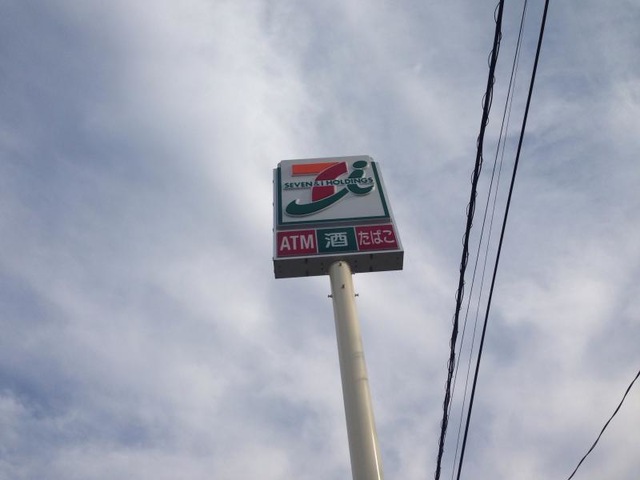 SEVEN & i HOLDINGS
ATM 酒 たばこ